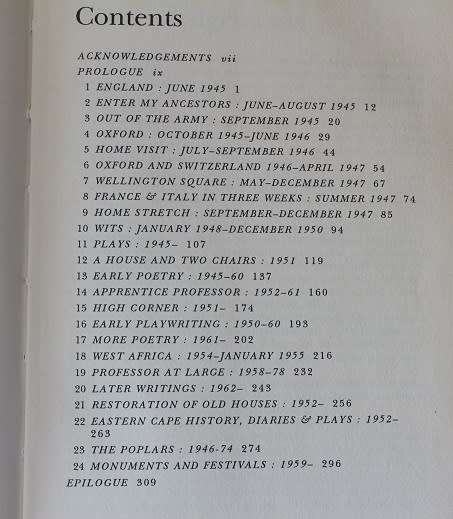 Contents
ACKNOWLEDGEMENTS vii
PROLOGUE ix
1 ENGLAND : JUNE 1945 1
2 ENTER MY ANCESTORS : JUNE–AUGUST 1945 12
3 OUT OF THE ARMY : SEPTEMBER 1945 20
4 OXFORD : OCTOBER 1945–JUNE 1946 29
5 HOME VISIT : JULY–SEPTEMBER 1946 44
6 OXFORD AND SWITZERLAND 1946–APRIL 1947 54
7 WELLINGTON SQUARE : MAY–DECEMBER 1947 67
8 FRANCE & ITALY IN THREE WEEKS : SUMMER 1947 74
9 HOME STRETCH : SEPTEMBER–DECEMBER 1947 85
10 WITS : JANUARY 1948–DECEMBER 1950 94
11 PLAYS : 1945– 107
12 A HOUSE AND TWO CHAIRS : 1951 119
13 EARLY POETRY : 1945–60 137
14 APPRENTICE PROFESSOR : 1952–61 160
15 HIGH CORNER : 1951– 174
16 EARLY PLAYWRITING : 1950–60 193
17 MORE POETRY : 1961– 202
18 WEST AFRICA : 1954–JANUARY 1955 216
19 PROFESSOR AT LARGE : 1958–78 232
20 LATER WRITINGS : 1962– 243
21 RESTORATION OF OLD HOUSES : 1952– 256
22 EASTERN CAPE HISTORY, DIARIES & PLAYS : 1952–
263
23 THE POPLARS : 1946-74 274
24 MONUMENTS AND FESTIVALS : 1959– 296
EPILOGUE 309